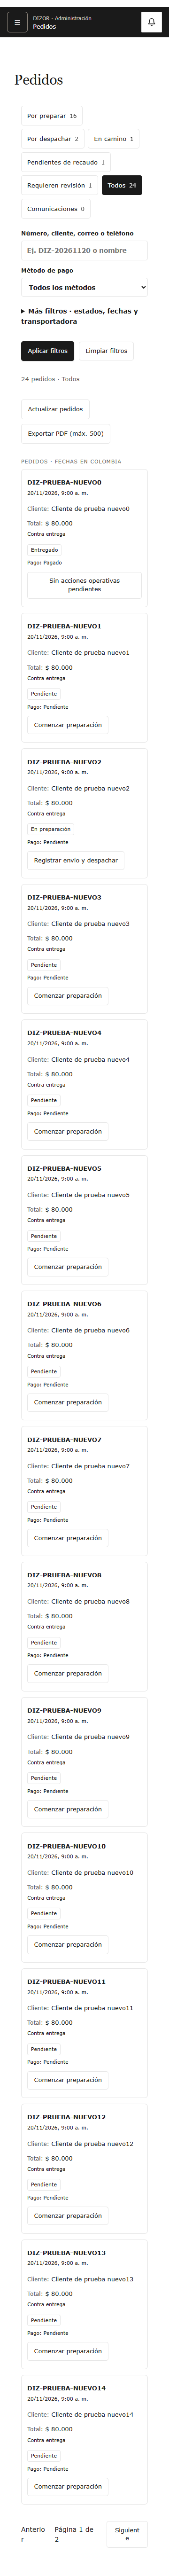 ☰
DIZOR · Administración
Pedidos
Pedidos
Por preparar 16
Por despachar 2
En camino 1
Pendientes de recaudo 1
Requieren revisión 1
Todos 24
Comunicaciones 0
Número, cliente, correo o teléfono
Ej. DIZ-20261120 o nombre
Método de pago
Todos los métodos
▶ Más filtros · estados, fechas y
transportadora
Aplicar filtros
Limpiar filtros
24 pedidos · Todos
Actualizar pedidos
Exportar PDF (máx. 500)
PEDIDOS · FECHAS EN COLOMBIA
DIZ-PRUEBA-NUEVO0
20/11/2026, 9:00 a. m.
Cliente: Cliente de prueba nuevo0
Total: $ 80.000
Contra entrega
Entregado
Pago: Pagado
Sin acciones operativas
pendientes
DIZ-PRUEBA-NUEVO1
20/11/2026, 9:00 a. m.
Cliente: Cliente de prueba nuevo1
Total: $ 80.000
Contra entrega
Pendiente
Pago: Pendiente
Comenzar preparación
DIZ-PRUEBA-NUEVO2
20/11/2026, 9:00 a. m.
Cliente: Cliente de prueba nuevo2
Total: $ 80.000
Contra entrega
En preparación
Pago: Pendiente
Registrar envío y despachar
DIZ-PRUEBA-NUEVO3
20/11/2026, 9:00 a. m.
Cliente: Cliente de prueba nuevo3
Total: $ 80.000
Contra entrega
Pendiente
Pago: Pendiente
Comenzar preparación
DIZ-PRUEBA-NUEVO4
20/11/2026, 9:00 a. m.
Cliente: Cliente de prueba nuevo4
Total: $ 80.000
Contra entrega
Pendiente
Pago: Pendiente
Comenzar preparación
DIZ-PRUEBA-NUEVO5
20/11/2026, 9:00 a. m.
Cliente: Cliente de prueba nuevo5
Total: $ 80.000
Contra entrega
Pendiente
Pago: Pendiente
Comenzar preparación
DIZ-PRUEBA-NUEVO6
20/11/2026, 9:00 a. m.
Cliente: Cliente de prueba nuevo6
Total: $ 80.000
Contra entrega
Pendiente
Pago: Pendiente
Comenzar preparación
DIZ-PRUEBA-NUEVO7
20/11/2026, 9:00 a. m.
Cliente: Cliente de prueba nuevo7
Total: $ 80.000
Contra entrega
Pendiente
Pago: Pendiente
Comenzar preparación
DIZ-PRUEBA-NUEVO8
20/11/2026, 9:00 a. m.
Cliente: Cliente de prueba nuevo8
Total: $ 80.000
Contra entrega
Pendiente
Pago: Pendiente
Comenzar preparación
DIZ-PRUEBA-NUEVO9
20/11/2026, 9:00 a. m.
Cliente: Cliente de prueba nuevo9
Total: $ 80.000
Contra entrega
Pendiente
Pago: Pendiente
Comenzar preparación
DIZ-PRUEBA-NUEVO10
20/11/2026, 9:00 a. m.
Cliente: Cliente de prueba nuevo10
Total: $ 80.000
Contra entrega
Pendiente
Pago: Pendiente
Comenzar preparación
DIZ-PRUEBA-NUEVO11
20/11/2026, 9:00 a. m.
Cliente: Cliente de prueba nuevo11
Total: $ 80.000
Contra entrega
Pendiente
Pago: Pendiente
Comenzar preparación
DIZ-PRUEBA-NUEVO12
20/11/2026, 9:00 a. m.
Cliente: Cliente de prueba nuevo12
Total: $ 80.000
Contra entrega
Pendiente
Pago: Pendiente
Comenzar preparación
DIZ-PRUEBA-NUEVO13
20/11/2026, 9:00 a. m.
Cliente: Cliente de prueba nuevo13
Total: $ 80.000
Contra entrega
Pendiente
Pago: Pendiente
Comenzar preparación
DIZ-PRUEBA-NUEVO14
20/11/2026, 9:00 a. m.
Cliente: Cliente de prueba nuevo14
Total: $ 80.000
Contra entrega
Pendiente
Pago: Pendiente
Comenzar preparación
Anterio
r
Página 1 de
2
Siguient
e